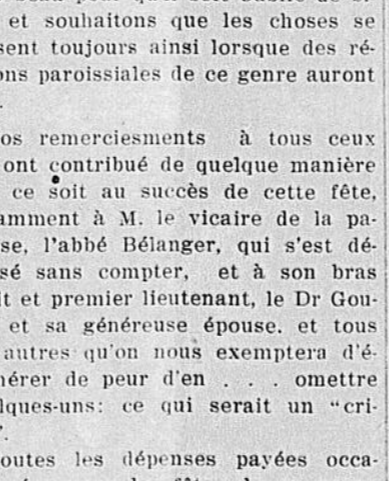 et souhaitons que les choses se
sent toujours ainsi lorsque des ré-
ons paroissiales de ce genre auront
.
os remerciesments à tous ceux
ont contribué de quelque manière
ce soit au succès de cette fête,
amment à M. le vicaire de la pa-
se, l'abbé Bélanger, qui s'est dé-
sé sans compter, et à son bras
it et premier lieutenant, le Dr Gou-
et sa généreuse épouse. et tous
autres qu'on nous exemptera d'é-
mérer de peur d'en . . . omettre
lques-uns: ce qui serait un "cri-
".
outes les dépenses payées occa-